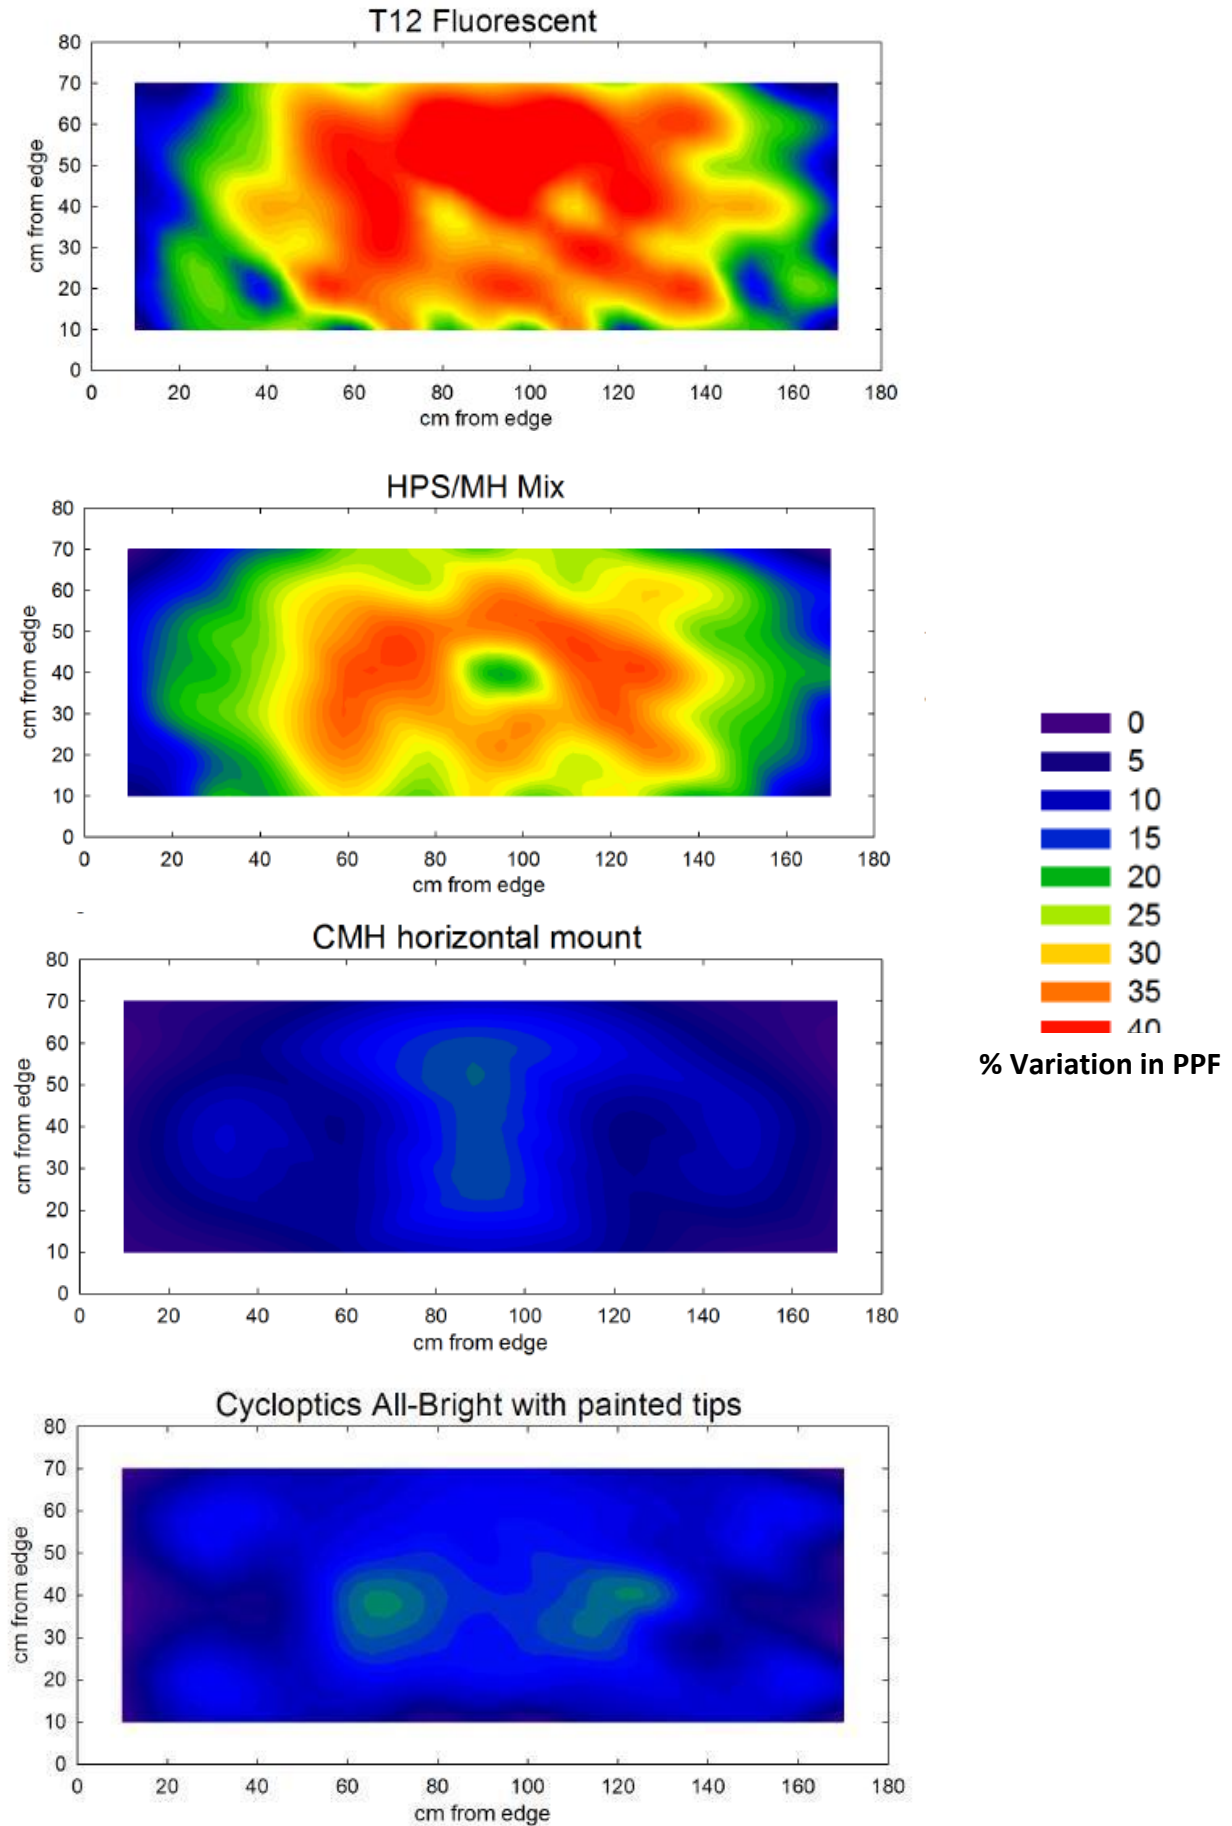 T12 Fluorescent
80
70
60
50
40
30
20
10
0
cm from edge
0 20 40 60 80 100 120 140 160 180
cm from edge
HPS/MH Mix
80
70
60
50
40
30
20
10
0
cm from edge
0 20 40 60 80 100 120 140 160 180
cm from edge
0
5
10
15
20
25
30
35
40
% Variation in PPF
CMH horizontal mount
80
70
60
50
40
30
20
10
0
cm from edge
0 20 40 60 80 100 120 140 160 180
cm from edge
Cycloptics All-Bright with painted tips
80
70
60
50
40
30
20
10
0
cm from edge
0 20 40 60 80 100 120 140 160 180
cm from edge